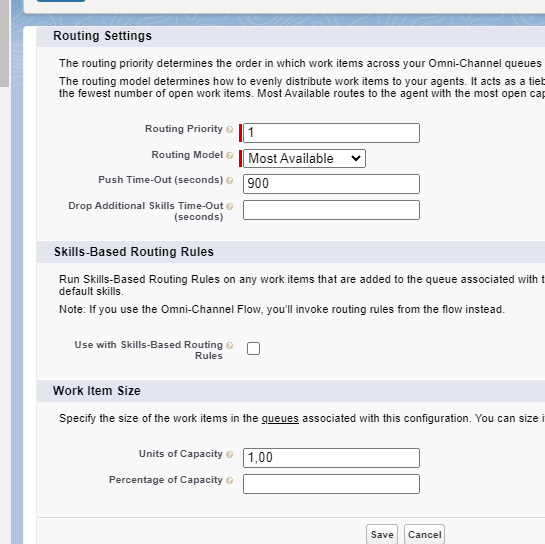 Routing Settings
The routing priority determines the order in which work items across your Omni-Channel queues
The routing model determines how to evenly distribute work items to your agents. It acts as a
the fewest number of open work items. Most Available routes to the agent with the most open
Routing Priority
1
Routing Model
Most Available
Push Time-Out (seconds)
900
Drop Additional Skills Time-Out
(seconds)
Skills-Based Routing Rules
Run Skills-Based Routing Rules on any work items that are added to the queue associated with
default skills.
Note: If you use the Omni-Channel Flow, you'll invoke routing rules from the flow instead.
Use with Skills-Based Routing
Rules
Work Item Size
Specify the size of the work items in the queues associated with this configuration. You can size
Units of Capacity
1,00
Percentage of Capacity
Save Cancel